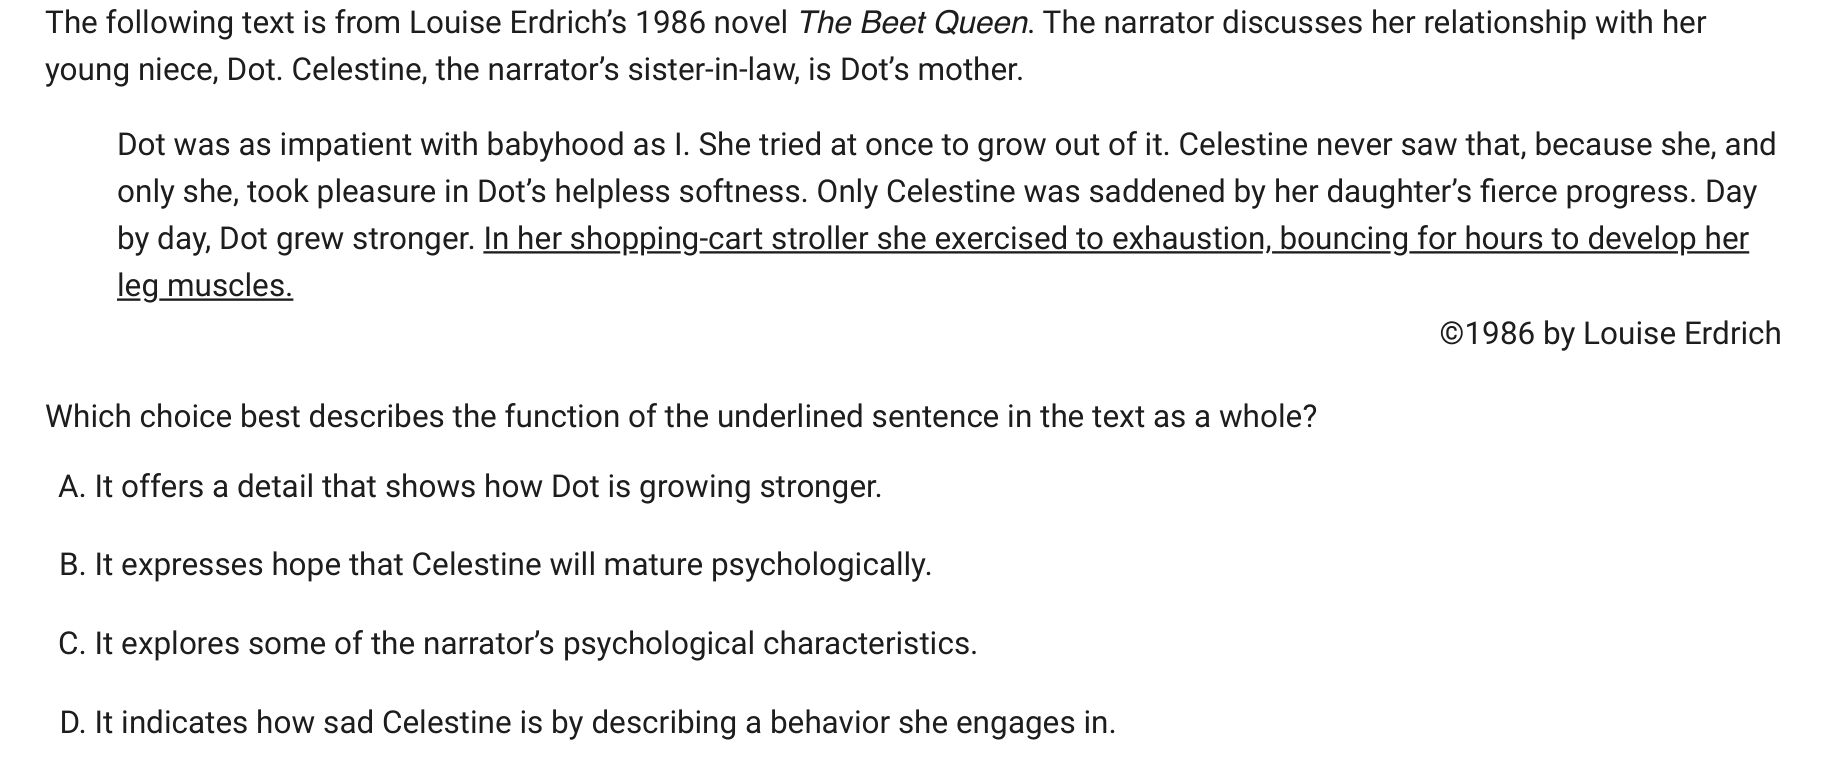 The following text is from Louise Erdrich’s 1986 novel The Beet Queen. The narrator discusses her relationship with her
young niece, Dot. Celestine, the narrator’s sister-in-law, is Dot’s mother.
Dot was as impatient with babyhood as I. She tried at once to grow out of it. Celestine never saw that, because she, and
only she, took pleasure in Dot’s helpless softness. Only Celestine was saddened by her daughter’s fierce progress. Day
by day, Dot grew stronger. In her shopping-cart stroller she exercised to exhaustion, bouncing for hours to develop her
leg muscles.
©1986 by Louise Erdrich
Which choice best describes the function of the underlined sentence in the text as a whole?
A. It offers a detail that shows how Dot is growing stronger.
B. It expresses hope that Celestine will mature psychologically.
C. It explores some of the narrator’s psychological characteristics.
D. It indicates how sad Celestine is by describing a behavior she engages in.